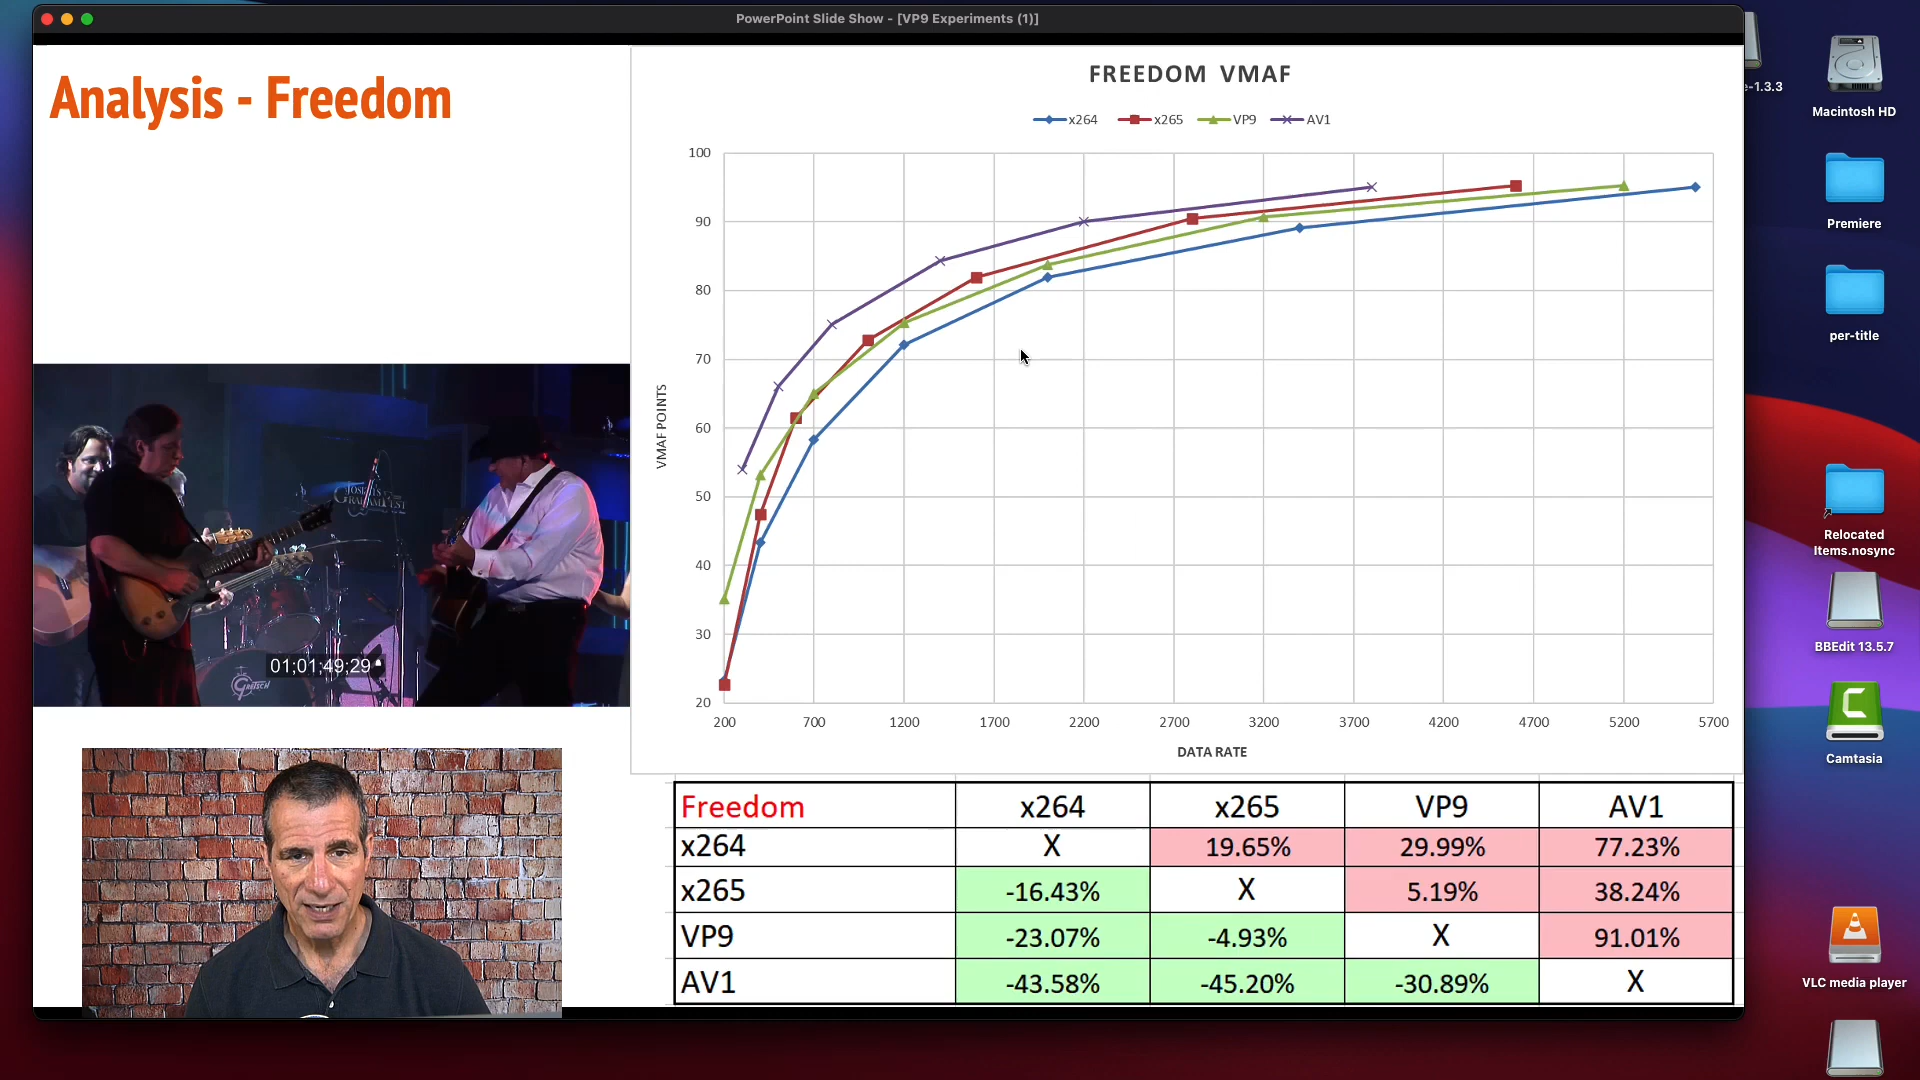 PowerPoint Slide Show - [VP9 Experiments (1)]
Analysis - Freedom
FREEDOM VMAF
x264 x265 VP9 AV1
100
90
80
70
60
50
40
30
20
VMAF POINTS
200 700 1200 1700 2200 2700 3200 3700 4200 4700 5200 5700
DATA RATE
01;01;49;29
GRETSCH
Freedom x264 x265 VP9 AV1
x264 X 19.65% 29.99% 77.23%
x265 -16.43% X 5.19% 38.24%
VP9 -23.07% -4.93% X 91.01%
AV1 -43.58% -45.20% -30.89% X
e-1.3.3
Macintosh HD
Premiere
per-title
Relocated
Items.nosync
BBEdit 13.5.7
Camtasia
VLC media player